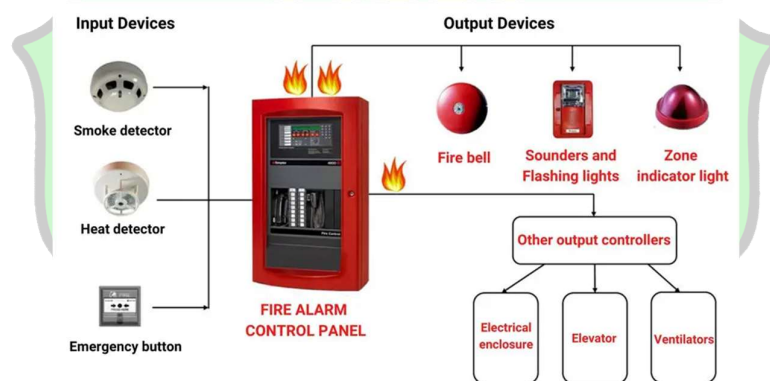 Input Devices
Output Devices
Smoke detector
Heat detector
Emergency button
FIRE ALARM
CONTROL PANEL
Fire bell
Sounders and
Flashing lights
Zone
indicator light
Other output controllers
Electrical
enclosure
Elevator
Ventilators